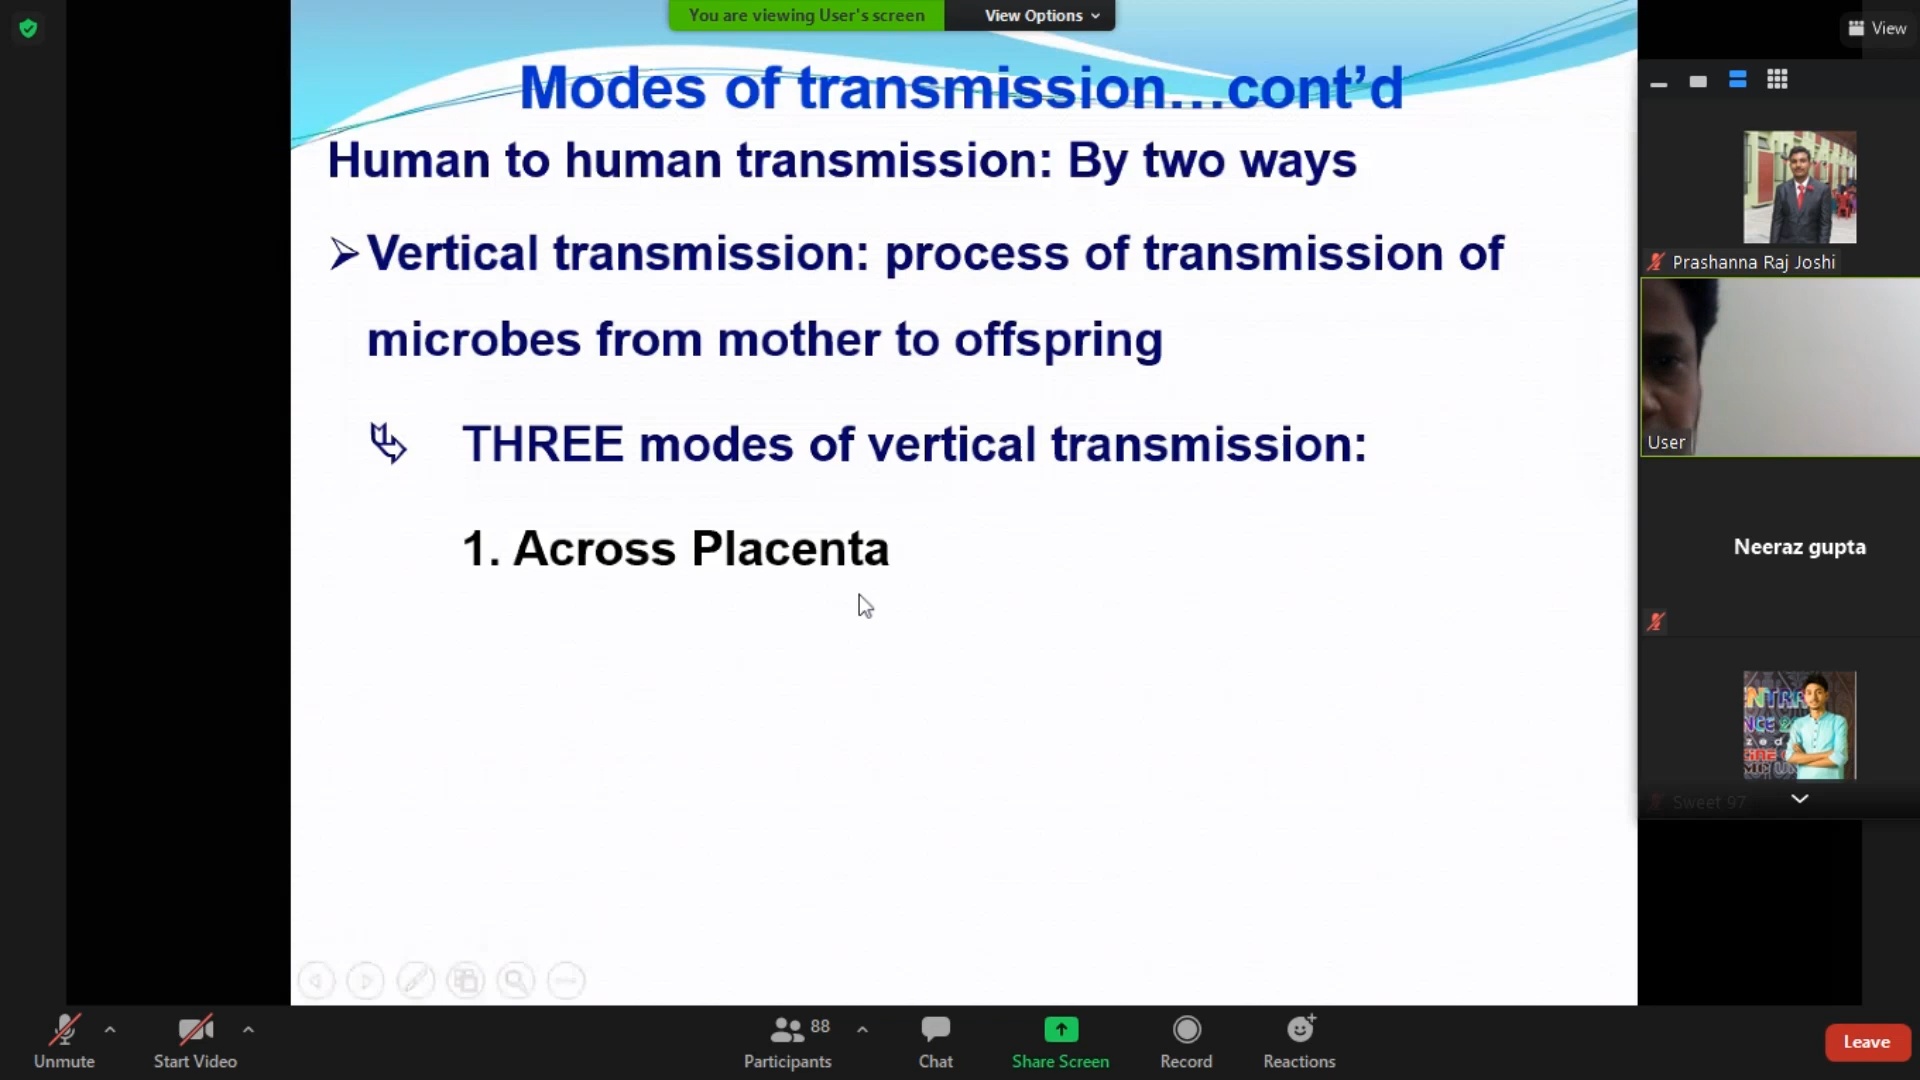 You are viewing User's screen
View Options
View
Modes of transmission...cont'd
Human to human transmission: By two ways
Vertical transmission: process of transmission of
microbes from mother to offspring
THREE modes of vertical transmission:
1. Across Placenta
Prashanna Raj Joshi
User
Neeraz gupta
Sweet 97
Unmute
Start Video
88
Participants
Chat
Share Screen
Record
Reactions
Leave